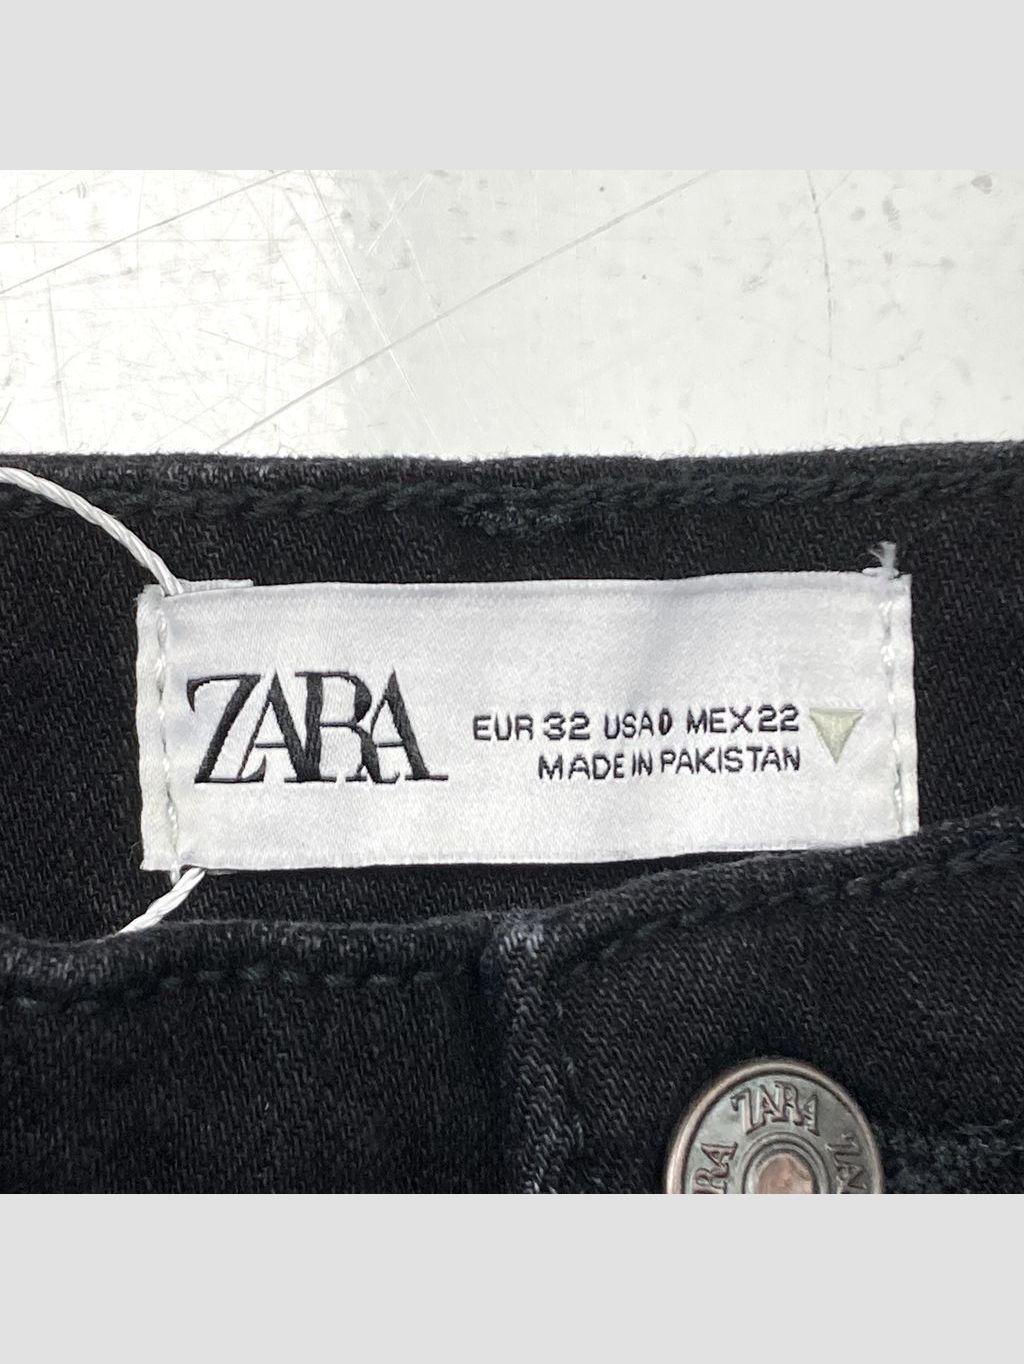 ZARA
EUR 32 USA 0 MEX 22
MADE IN PAKISTAN
ZARA